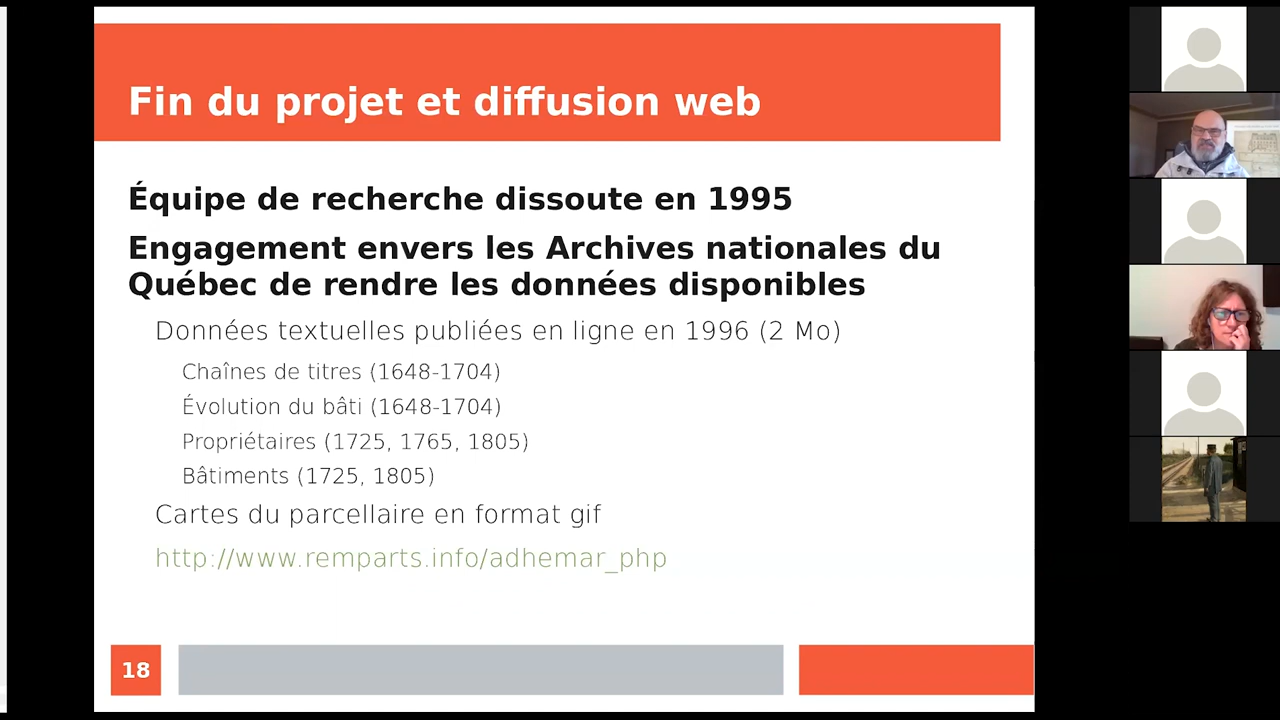 Fin du projet et diffusion web
Équipe de recherche dissoute en 1995
Engagement envers les Archives nationales du
Québec de rendre les données disponibles
Données textuelles publiées en ligne en 1996 (2 Mo)
Chaînes de titres (1648-1704)
Évolution du bâti (1648-1704)
Propriétaires (1725, 1765, 1805)
Bâtiments (1725, 1805)
Cartes du parcellaire en format gif
http://www.remparts.info/adhemar_php
18